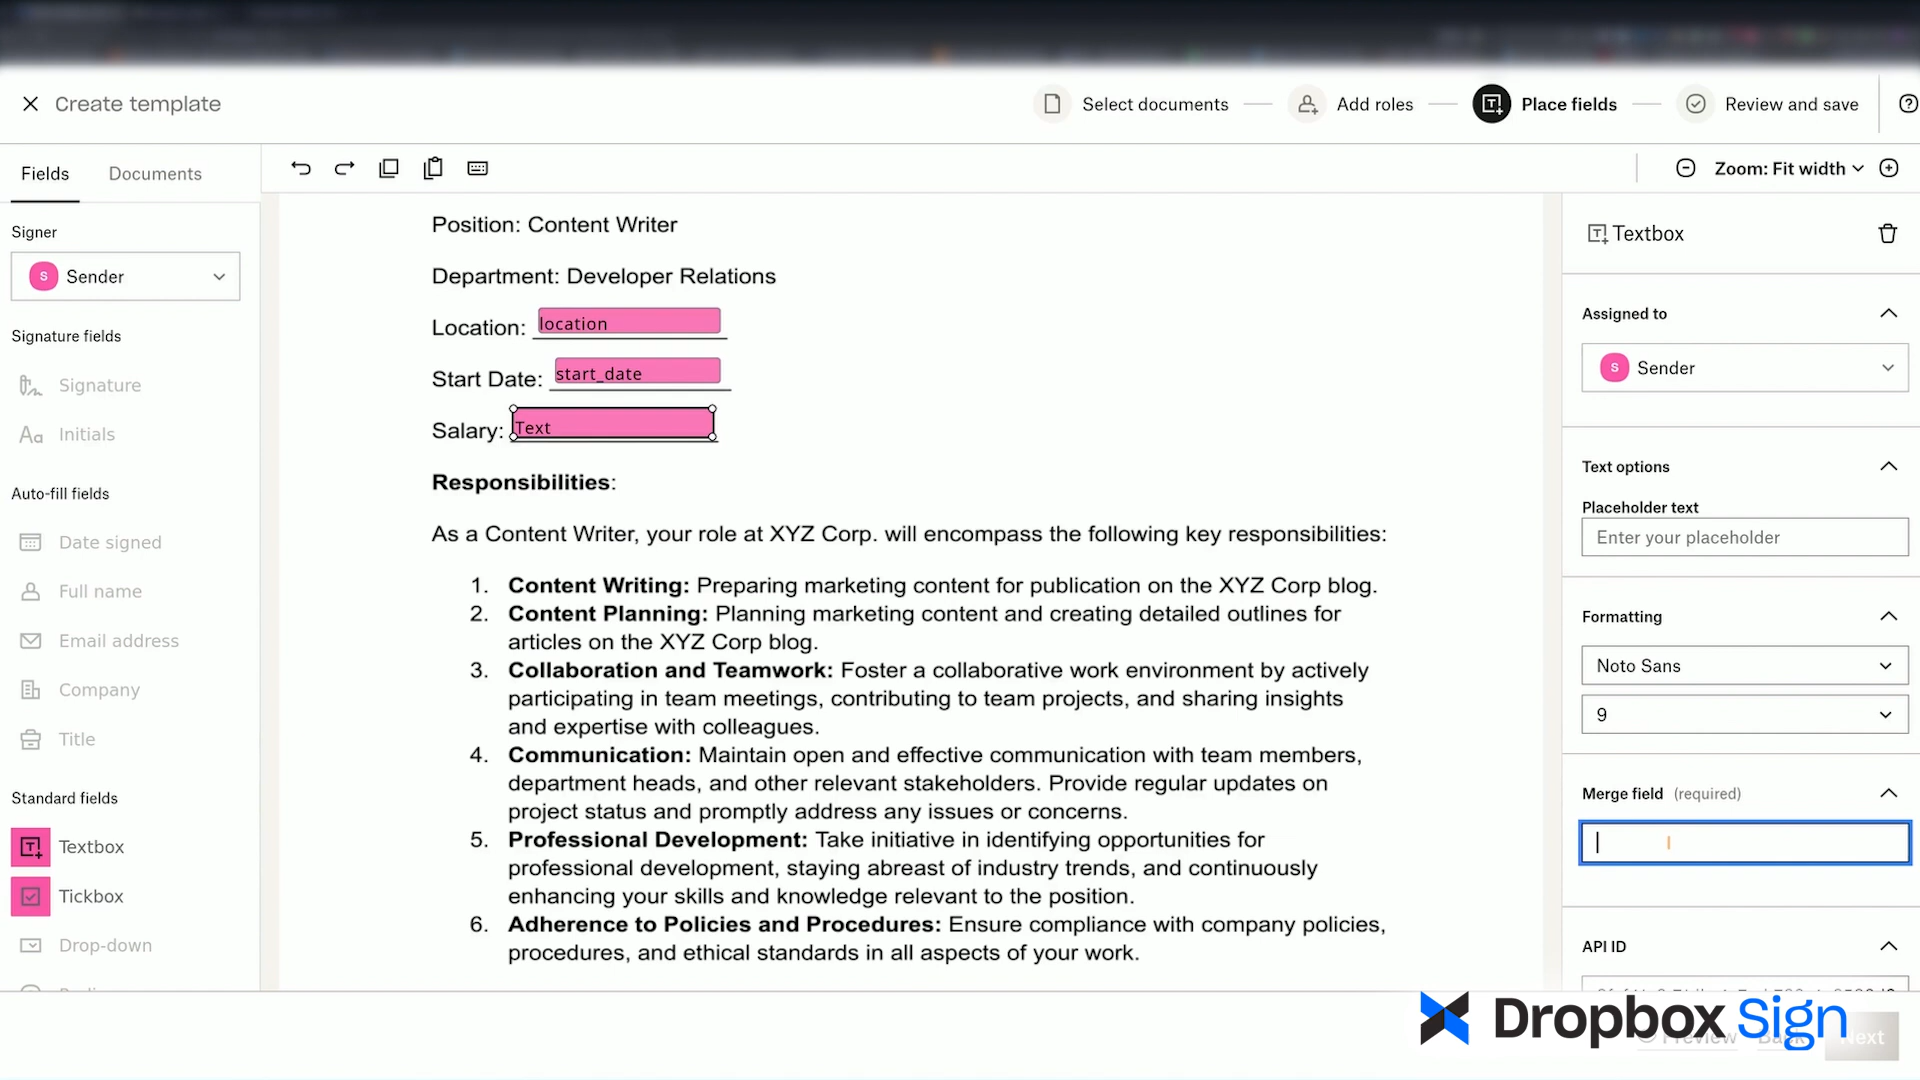 Create template
Select documents
Add roles
Place fields
Review and save
Fields
Documents
Zoom: Fit width
Signer
S Sender
Signature fields
Signature
Initials
Auto-fill fields
Date signed
Full name
Email address
Company
Title
Standard fields
Textbox
Tickbox
Drop-down
Position: Content Writer
Department: Developer Relations
Location: location
Start Date: start_date
Salary: Text
Responsibilities:
As a Content Writer, your role at XYZ Corp. will encompass the following key responsibilities:
1. Content Writing: Preparing marketing content for publication on the XYZ Corp blog.
2. Content Planning: Planning marketing content and creating detailed outlines for
articles on the XYZ Corp blog.
3. Collaboration and Teamwork: Foster a collaborative work environment by actively
participating in team meetings, contributing to team projects, and sharing insights
and expertise with colleagues.
4. Communication: Maintain open and effective communication with team members,
department heads, and other relevant stakeholders. Provide regular updates on
project status and promptly address any issues or concerns.
5. Professional Development: Take initiative in identifying opportunities for
professional development, staying abreast of industry trends, and continuously
enhancing your skills and knowledge relevant to the position.
6. Adherence to Policies and Procedures: Ensure compliance with company policies,
procedures, and ethical standards in all aspects of your work.
Textbox
Assigned to
S Sender
Text options
Placeholder text
Enter your placeholder
Formatting
Noto Sans
9
Merge field (required)
API ID
Dropbox Sign
Preview
Back
Next